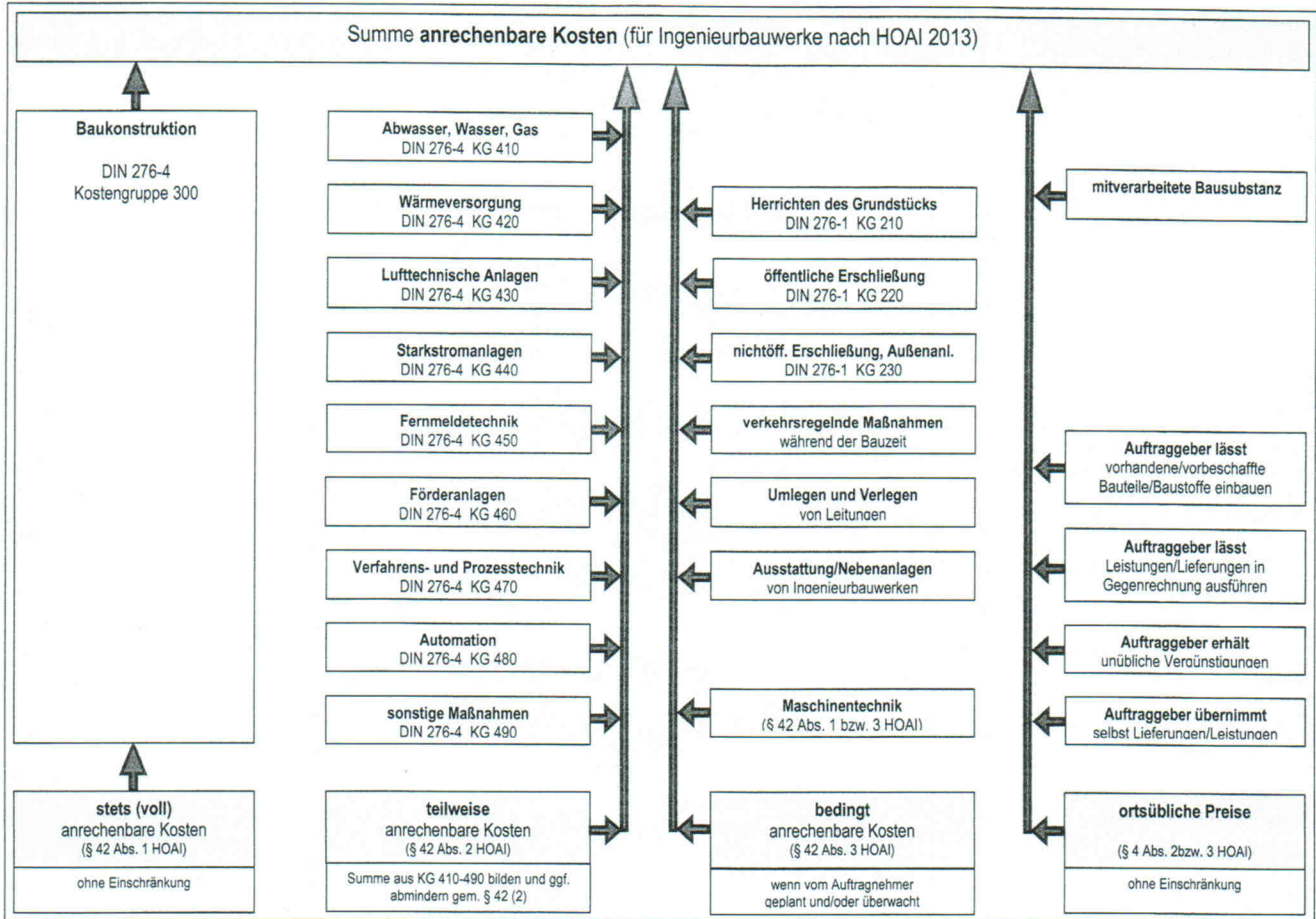 Summe anrechenbare Kosten (für Ingenieurbauwerke nach HOAI 2013)
Baukonstruktion
DIN 276-4
Kostengruppe 300
stets (voll)
anrechenbare Kosten
(§ 42 Abs. 1 HOAI)
ohne Einschränkung
Abwasser, Wasser, Gas
DIN 276-4 KG 410
Wärmeversorgung
DIN 276-4 KG 420
Lufttechnische Anlagen
DIN 276-4 KG 430
Starkstromanlagen
DIN 276-4 KG 440
Fernmeldetechnik
DIN 276-4 KG 450
Förderanlagen
DIN 276-4 KG 460
Verfahrens- und Prozesstechnik
DIN 276-4 KG 470
Automation
DIN 276-4 KG 480
sonstige Maßnahmen
DIN 276-4 KG 490
teilweise
anrechenbare Kosten
(§ 42 Abs. 2 HOAI)
Summe aus KG 410-490 bilden und ggf.
abmindern gem. § 42 (2)
Herrichten des Grundstücks
DIN 276-1 KG 210
öffentliche Erschließung
DIN 276-1 KG 220
nichtöff. Erschließung, Außenanl.
DIN 276-1 KG 230
verkehrsregelnde Maßnahmen
während der Bauzeit
Umlegen und Verlegen
von Leitungen
Ausstattung/Nebenanlagen
von Ingenieurbauwerken
Maschinentechnik
(§ 42 Abs. 1 bzw. 3 HOAI)
bedingt
anrechenbare Kosten
(§ 42 Abs. 3 HOAI)
wenn vom Auftragnehmer
geplant und/oder überwacht
mitverarbeitete Bausubstanz
Auftraggeber lässt
vorhandene/vorbeschaffte
Bauteile/Baustoffe einbauen
Auftraggeber lässt
Leistungen/Lieferungen in
Gegenrechnung ausführen
Auftraggeber erhält
unübliche Vergünstigungen
Auftraggeber übernimmt
selbst Lieferungen/Leistungen
ortsübliche Preise
(§ 4 Abs. 2bzw. 3 HOAI)
ohne Einschränkung